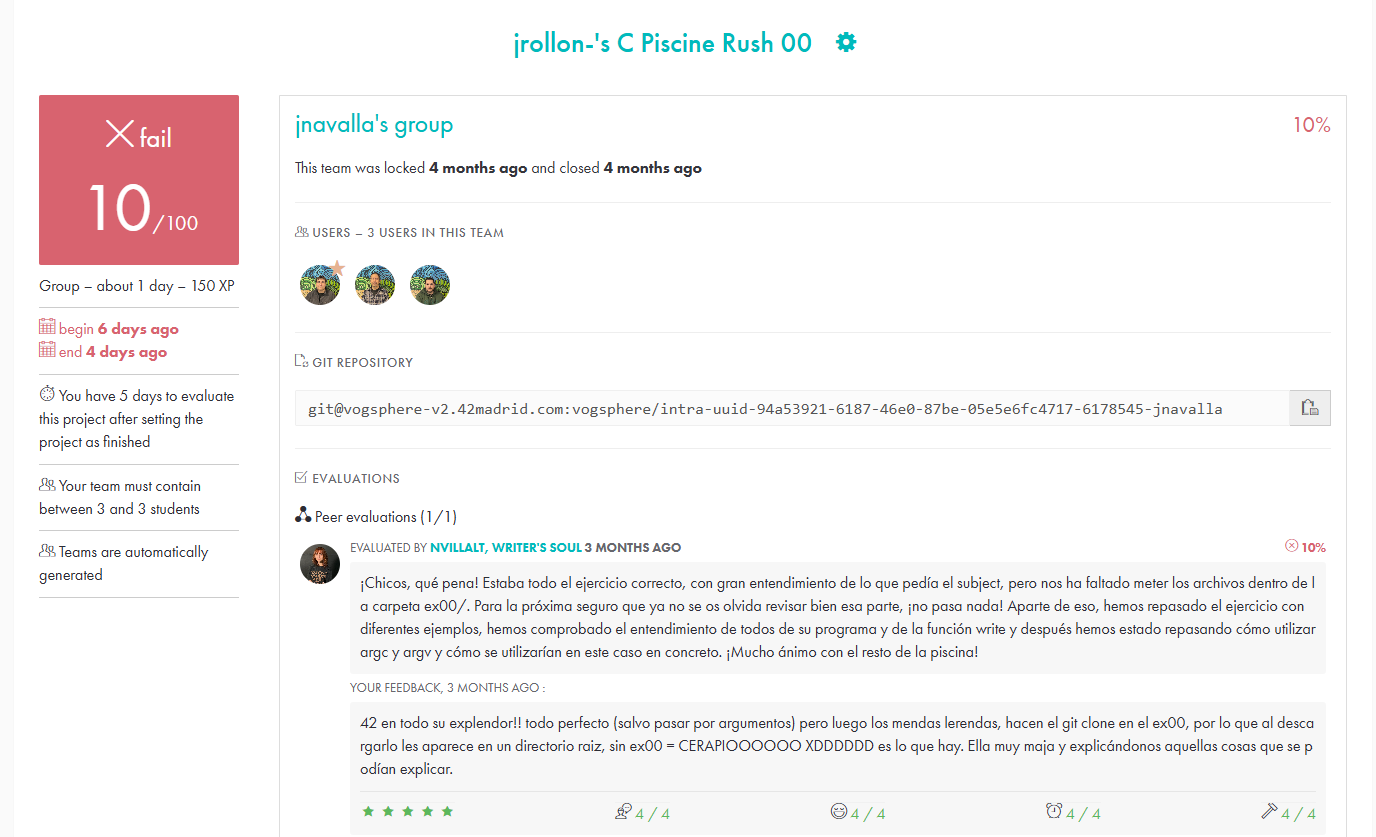 jrollon-'s C Piscine Rush 00
fail
10/100
Group – about 1 day – 150 XP
begin 6 days ago
end 4 days ago
You have 5 days to evaluate
this project after setting the
project as finished
Your team must contain
between 3 and 3 students
Teams are automatically
generated
jnavalla's group
10%
This team was locked 4 months ago and closed 4 months ago
USERS – 3 USERS IN THIS TEAM
GIT REPOSITORY
git@vogsphere-v2.42madrid.com:vogsphere/intra-uuid-94a53921-6187-46e0-87be-05e5e6fc4717-6178545-jnavalla
EVALUATIONS
Peer evaluations (1/1)
EVALUATED BY NVILLALT, WRITER'S SOUL 3 MONTHS AGO
10%
¡Chicos, qué pena! Estaba todo el ejercicio correcto, con gran entendimiento de lo que pedía el subject, pero nos ha faltado meter los archivos dentro de l
a carpeta ex00/. Para la próxima seguro que ya no se os olvida revisar bien esa parte, ¡no pasa nada! Aparte de eso, hemos repasado el ejercicio con
diferentes ejemplos, hemos comprobado el entendimiento de todos de su programa y de la función write y después hemos estado repasando cómo utilizar
argc y argv y cómo se utilizarían en este caso en concreto. ¡Mucho ánimo con el resto de la piscina!
YOUR FEEDBACK, 3 MONTHS AGO :
42 en todo su explendor!! todo perfecto (salvo pasar por argumentos) pero luego los mendas lerendas, hacen el git clone en el ex00, por lo que al desca
rgarlo les aparece en un directorio raiz, sin ex00 = CERAPIOOOOOO XDDDDDD es lo que hay. Ella muy maja y explicándonos aquellas cosas que se p
odían explicar.
4 / 4
4 / 4
4 / 4
4 / 4